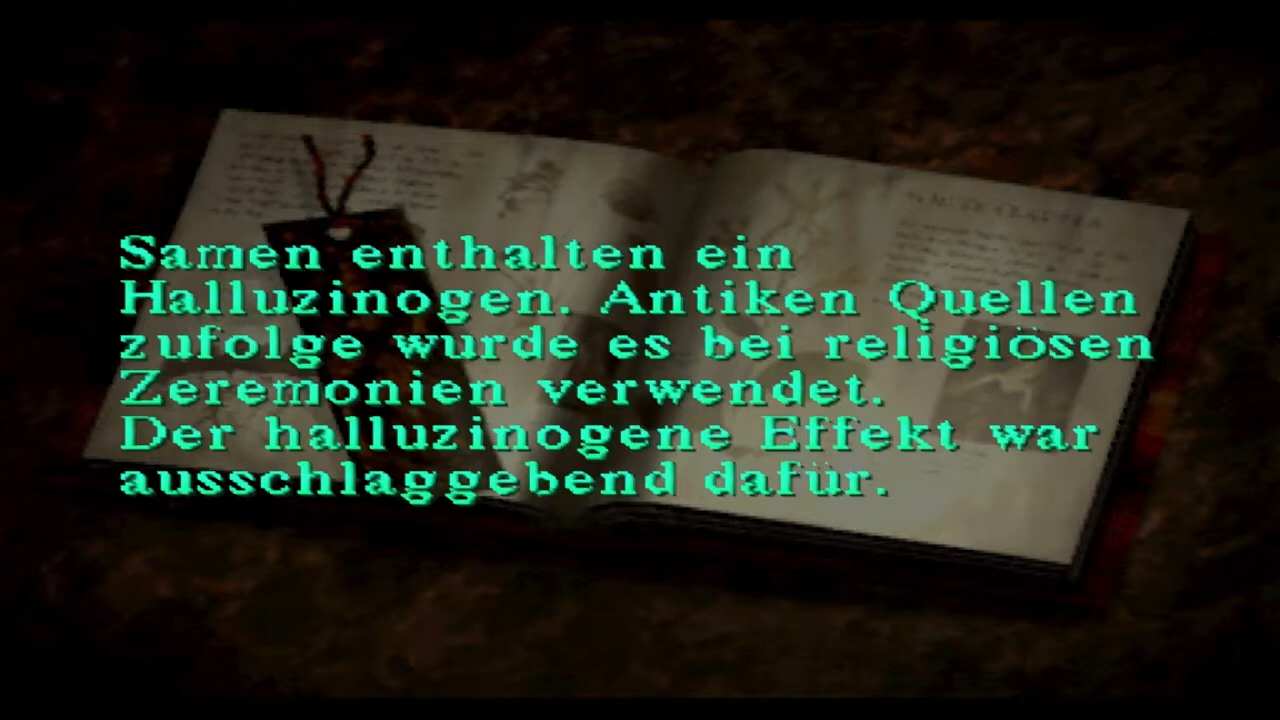 Samen enthalten ein
Halluzinogen. Antiken Quellen
zufolge wurde es bei religiösen
Zeremonien verwendet.
Der halluzinogene Effekt war
ausschlaggebend dafür.